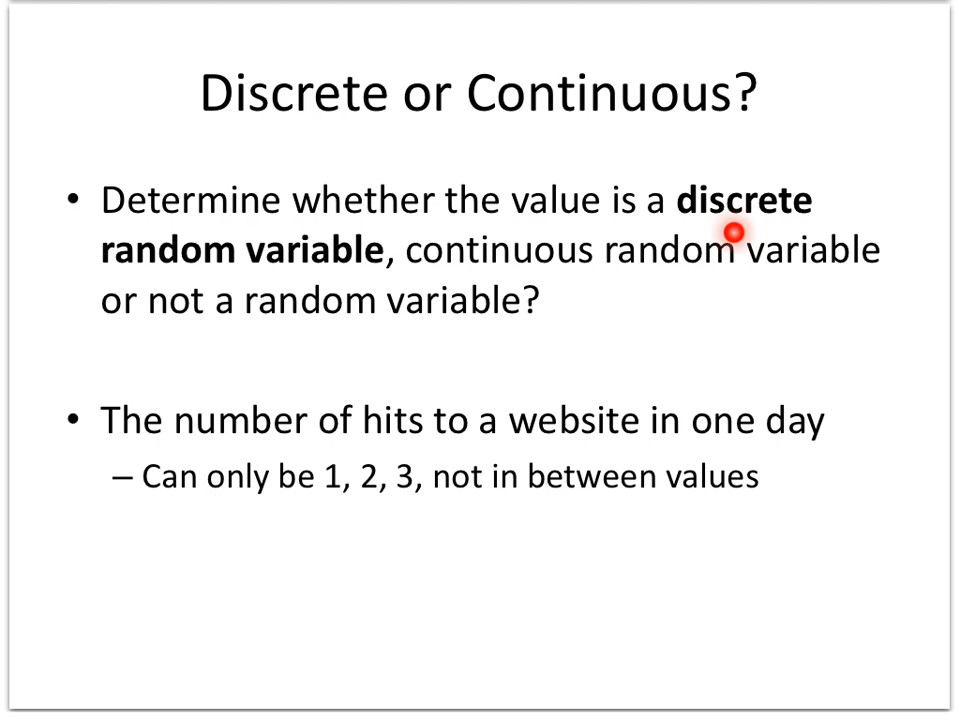 Discrete or Continuous?
• Determine whether the value is a discrete
random variable, continuous random variable
or not a random variable?
• The number of hits to a website in one day
– Can only be 1, 2, 3, not in between values